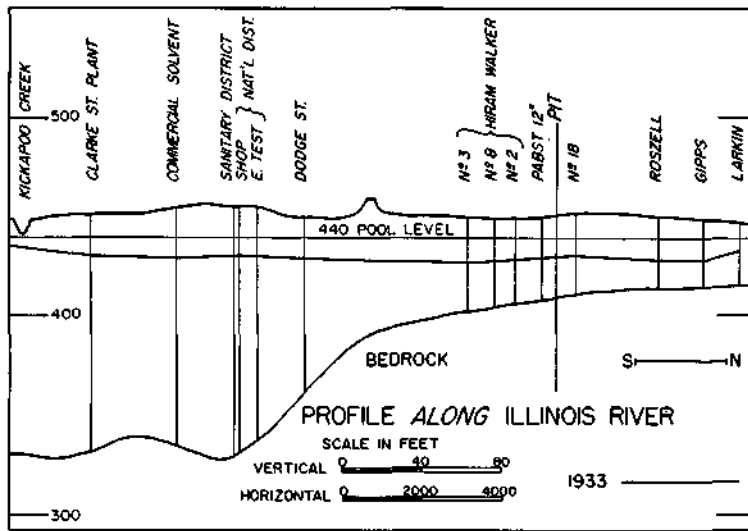 500
400
300
KICKAPOO CREEK
CLARKE ST. PLANT
COMMERCIAL SOLVENT
SANITARY DISTRICT
SHOP
E. TEST
NAT'L DIST.
DODGE ST.
Nº 3
Nº 8
Nº 2
HIRAM WALKER
PABST 12"
PIT
Nº 18
ROSZELL
GIPPS
LARKIN
440 POOL LEVEL
BEDROCK
S N
PROFILE ALONG ILLINOIS RIVER
SCALE IN FEET
VERTICAL 0 40 80
HORIZONTAL 0 2000 4000
1933